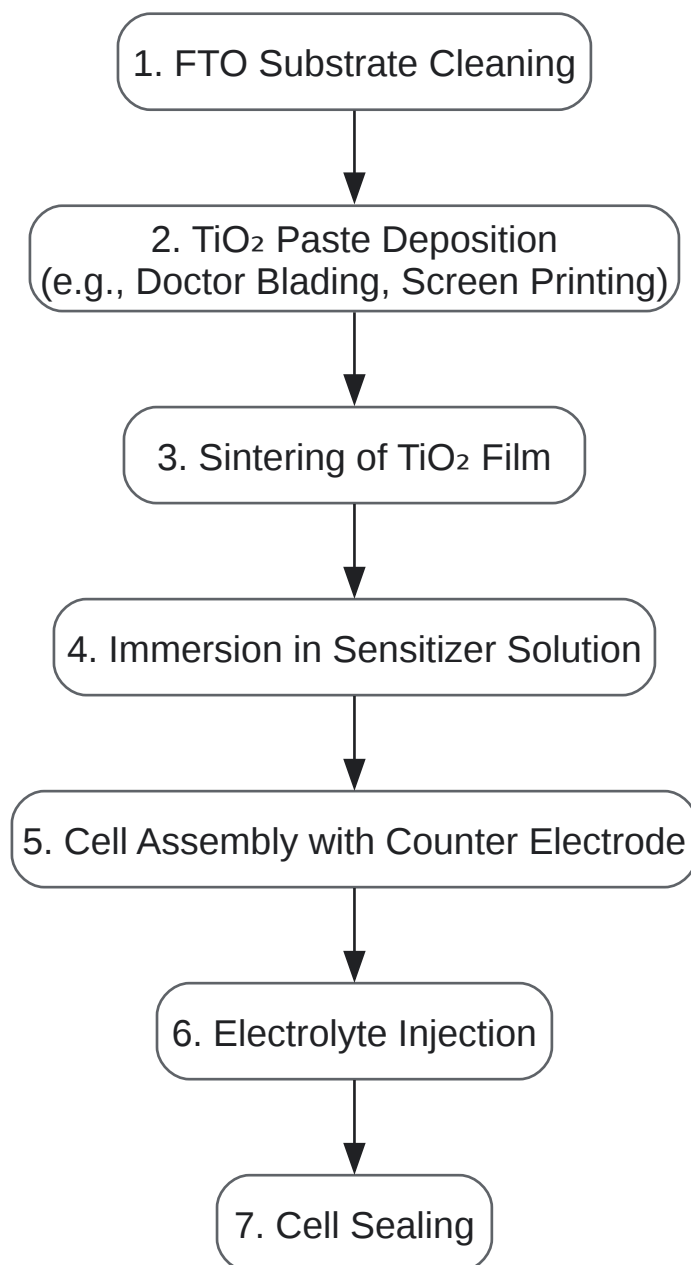 1. FTO Substrate Cleaning
2. TiO₂ Paste Deposition
(e.g., Doctor Blading, Screen Printing)
3. Sintering of TiO₂ Film
4. Immersion in Sensitizer Solution
5. Cell Assembly with Counter Electrode
6. Electrolyte Injection
7. Cell Sealing